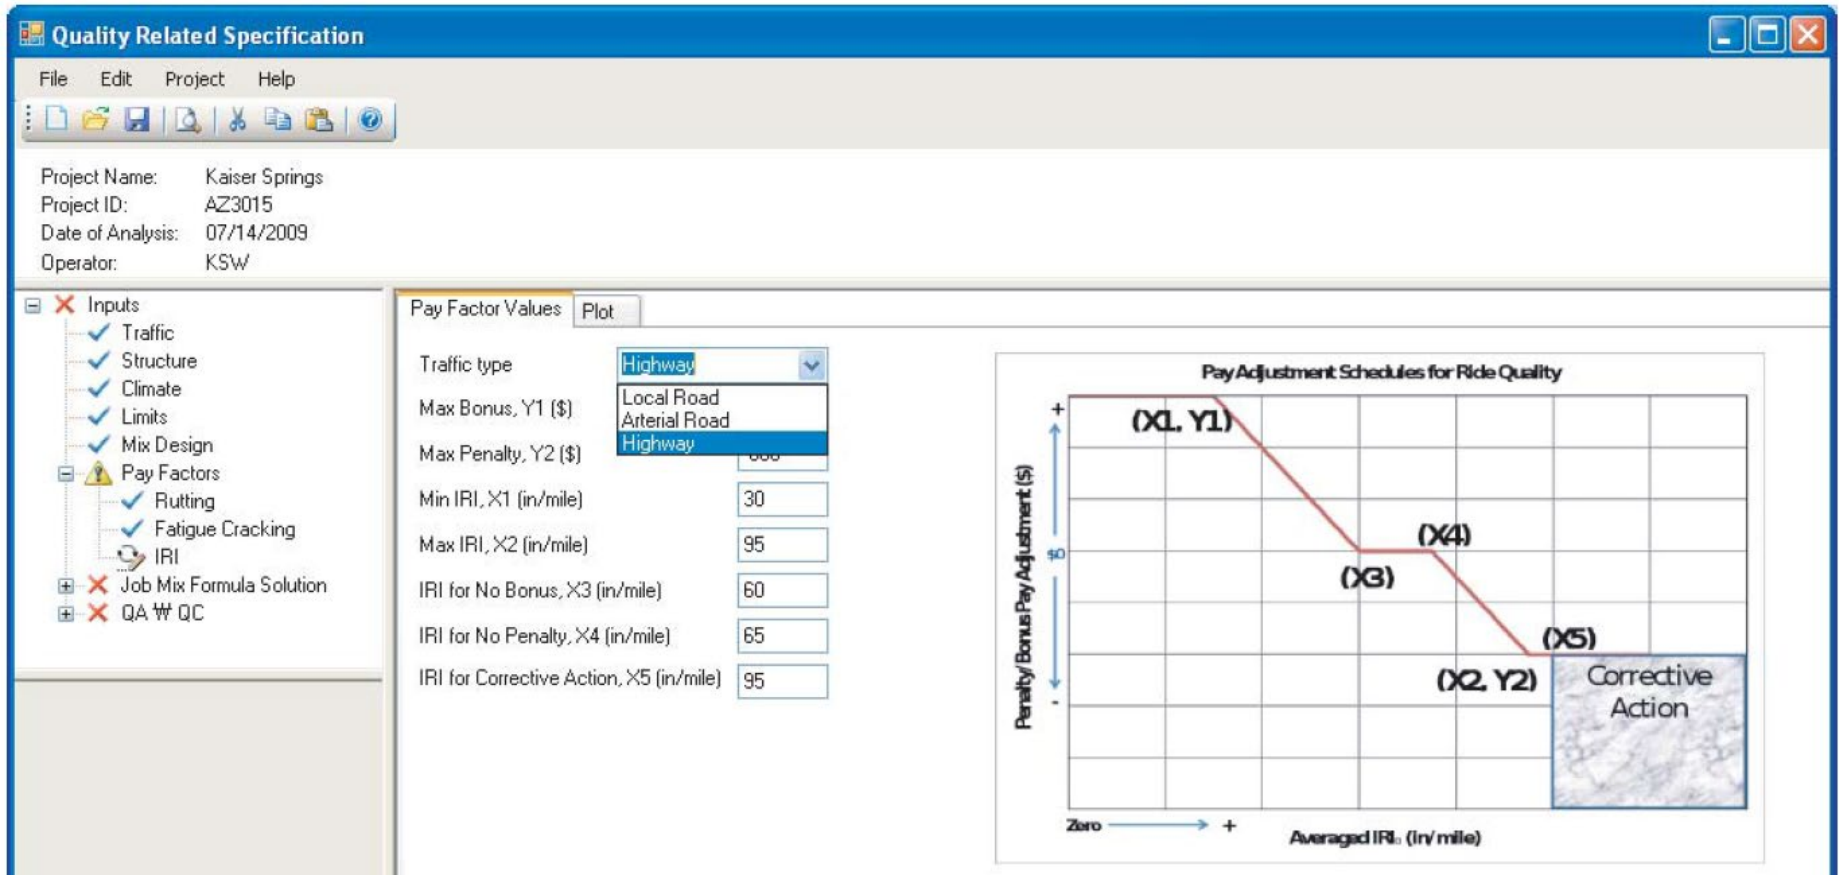 Quality Related Specification
File Edit Project Help
Project Name: Kaiser Springs
Project ID: AZ3015
Date of Analysis: 07/14/2009
Operator: KSW
Inputs
Traffic
Structure
Climate
Limits
Mix Design
Pay Factors
Rutting
Fatigue Cracking
IRI
Job Mix Formula Solution
QA ₩ QC
Pay Factor Values Plot
Traffic type Highway
Local Road
Arterial Road
Highway
Max Bonus, Y1 ($)
Max Penalty, Y2 ($)
Min IRI, X1 (in/mile) 30
Max IRI, X2 (in/mile) 95
IRI for No Bonus, X3 (in/mile) 60
IRI for No Penalty, X4 (in/mile) 65
IRI for Corrective Action, X5 (in/mile) 95
Pay Adjustment Schedules for Ride Quality
Penalty/Bonus Pay Adjustment ($)
+
$0
-
(X1, Y1)
(X4)
(X3)
(X5)
(X2, Y2)
Corrective
Action
Zero +
Averaged IRI (in/mile)